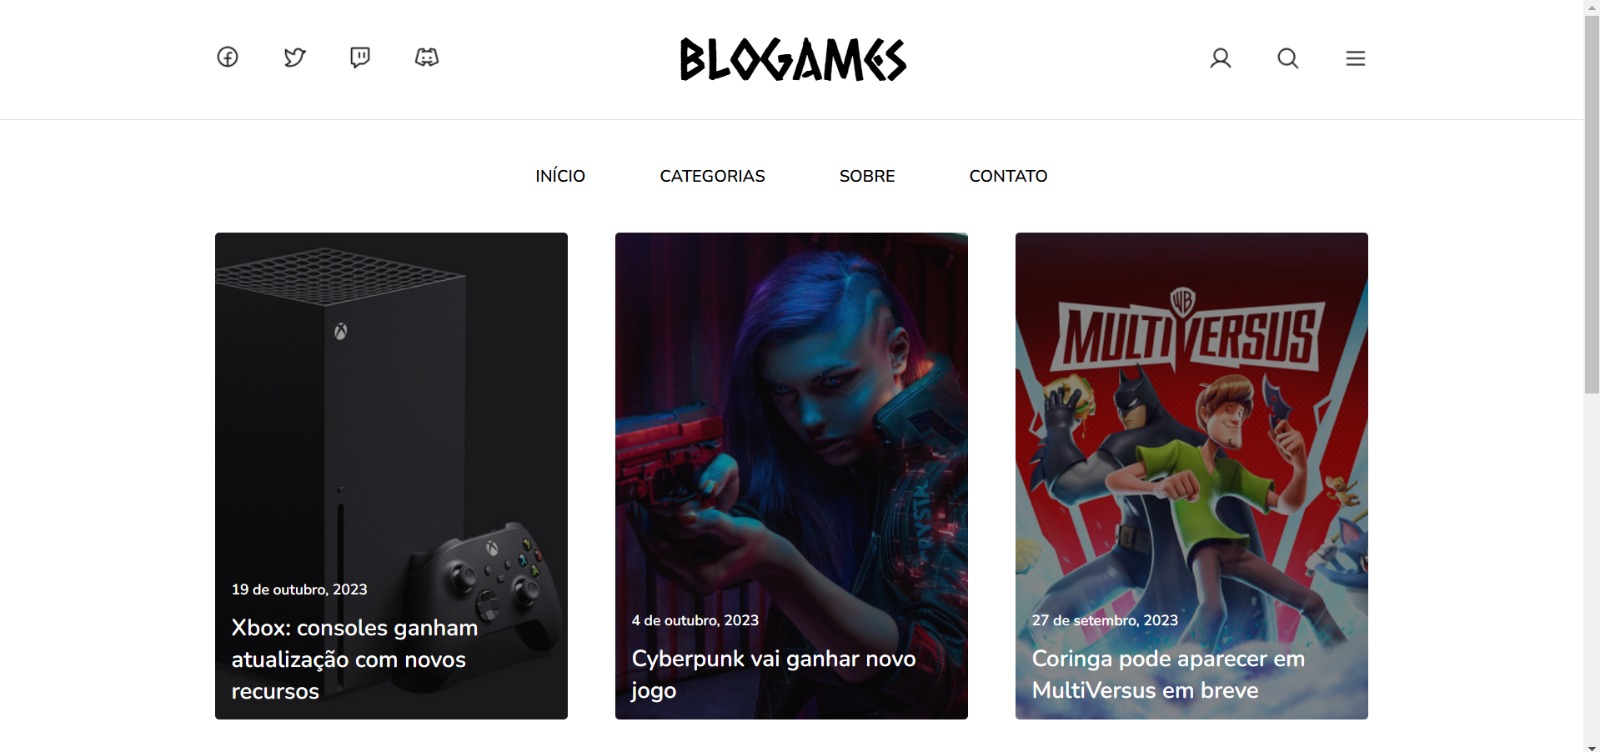 BLOGAMES
INÍCIO CATEGORIAS SOBRE CONTATO
19 de outubro, 2023
Xbox: consoles ganham
atualização com novos
recursos
4 de outubro, 2023
Cyberpunk vai ganhar novo
jogo
WB
MULTIVERSUS
27 de setembro, 2023
Coringa pode aparecer em
MultiVersus em breve